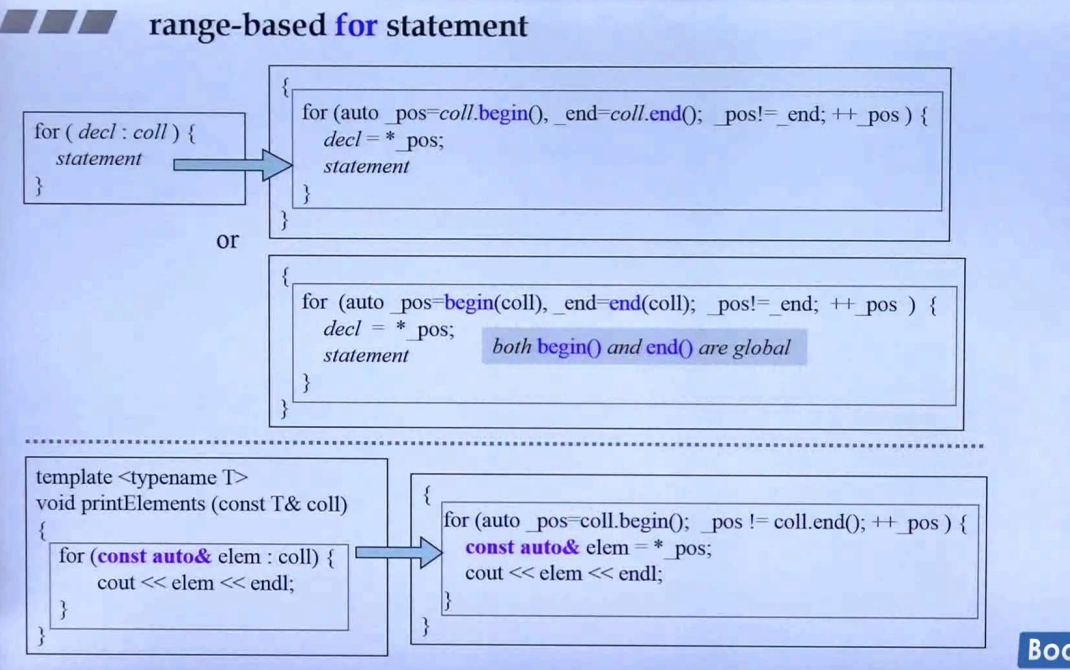 range-based for statement
for ( decl : coll ) {
statement
}
{
for (auto _pos=coll.begin(), _end=coll.end(); _pos!=_end; ++_pos ) {
decl = *_pos;
statement
}
}
or
{
for (auto _pos=begin(coll), _end=end(coll); _pos!=_end; ++_pos ) {
decl = *_pos;
statement
both begin() and end() are global
}
}
template <typename T>
void printElements (const T& coll)
{
for (const auto& elem : coll) {
cout << elem << endl;
}
}
{
for (auto _pos=coll.begin(); _pos != coll.end(); ++_pos ) {
const auto& elem = *_pos;
cout << elem << endl;
}
}